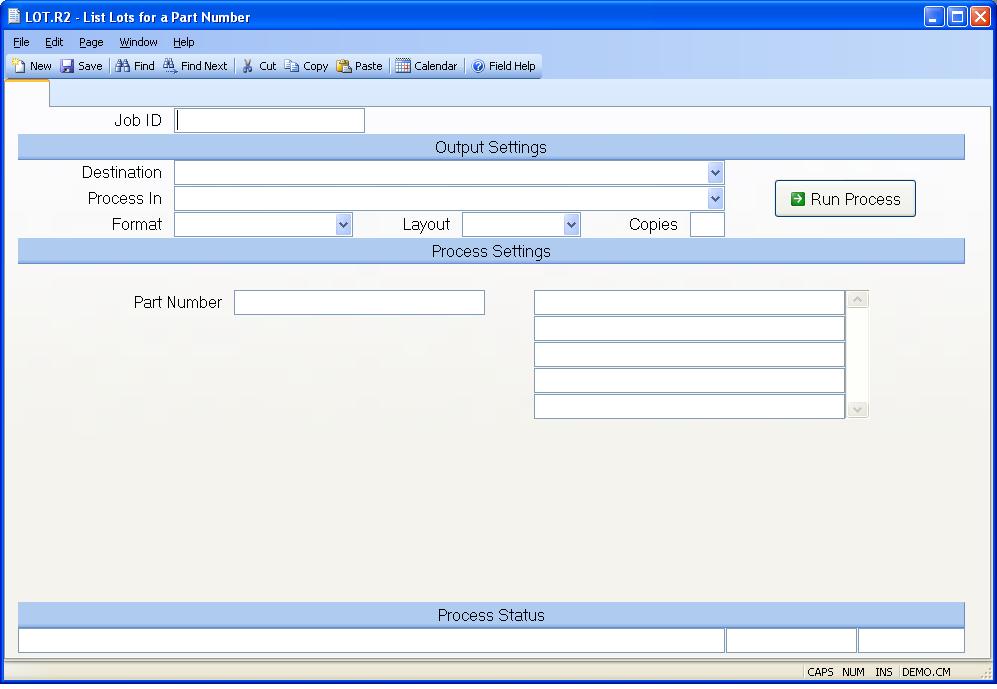 LOT.R2 - List Lots for a Part Number
File Edit Page Window Help
New Save Find Find Next Cut Copy Paste Calendar Field Help
Job ID
Output Settings
Destination
Process In
Run Process
Format Layout Copies
Process Settings
Part Number
Process Status
CAPS NUM INS DEMO.CM